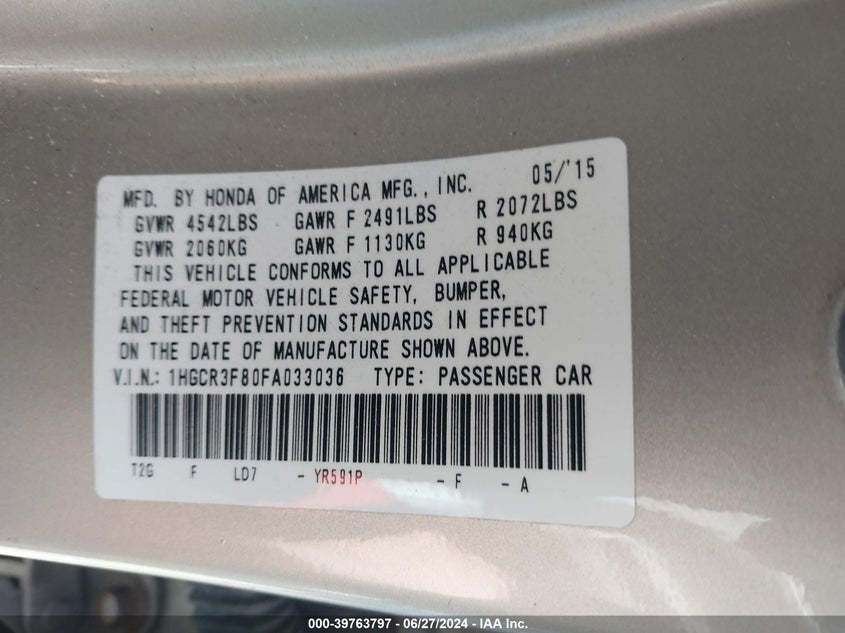 MFD. BY HONDA OF AMERICA MFG., INC. 05/'15
GVWR 4542LBS GAWR F 2491LBS R 2072LBS
GVWR 2060KG GAWR F 1130KG R 940KG
THIS VEHICLE CONFORMS TO ALL APPLICABLE
FEDERAL MOTOR VEHICLE SAFETY, BUMPER,
AND THEFT PREVENTION STANDARDS IN EFFECT
ON THE DATE OF MANUFACTURE SHOWN ABOVE.
V.I.N.: 1HGCR3F80FA033036 TYPE: PASSENGER CAR
T2G F LD7 - YR591P - F - A
000-39763797 - 06/27/2024 - IAA Inc.